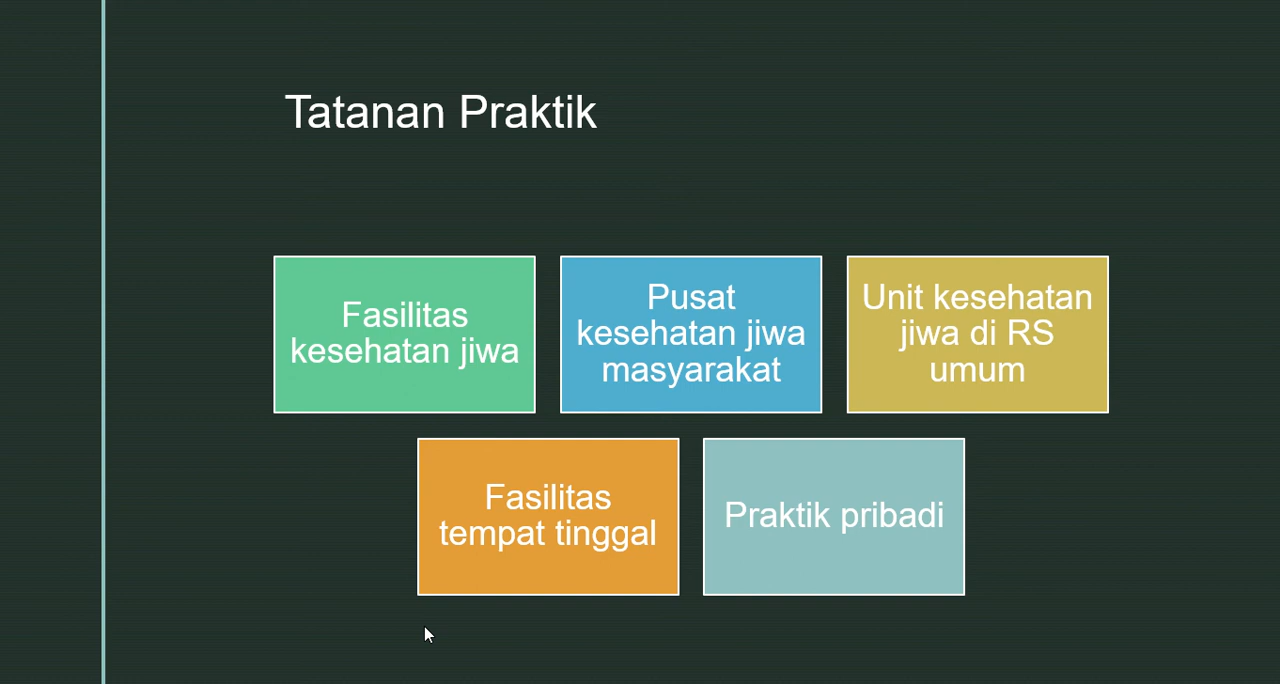 Tatanan Praktik
Fasilitas
kesehatan jiwa
Pusat
kesehatan jiwa
masyarakat
Unit kesehatan
jiwa di RS
umum
Fasilitas
tempat tinggal
Praktik pribadi